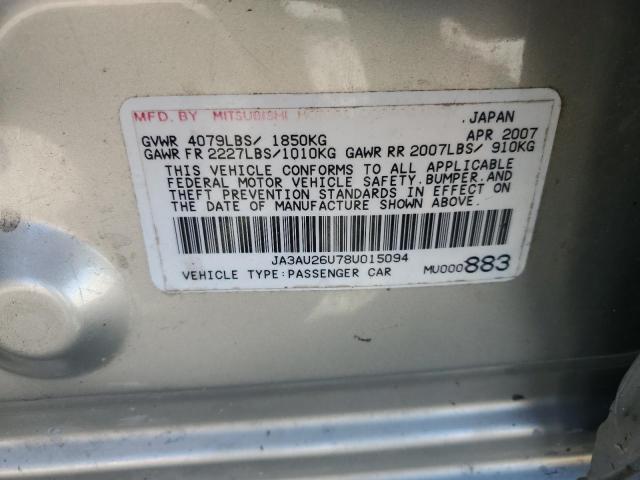 MFD. BY MITSUBISHI JAPAN
GVWR 4079LBS/ 1850KG APR 2007
GAWR FR 2227LBS/1010KG GAWR RR 2007LBS/ 910KG
THIS VEHICLE CONFORMS TO ALL APPLICABLE
FEDERAL MOTOR VEHICLE SAFETY,BUMPER,AND
THEFT PREVENTION STANDARDS IN EFFECT ON
THE DATE OF MANUFACTURE SHOWN ABOVE.
JA3AU26U78U015094
VEHICLE TYPE:PASSENGER CAR MU000883